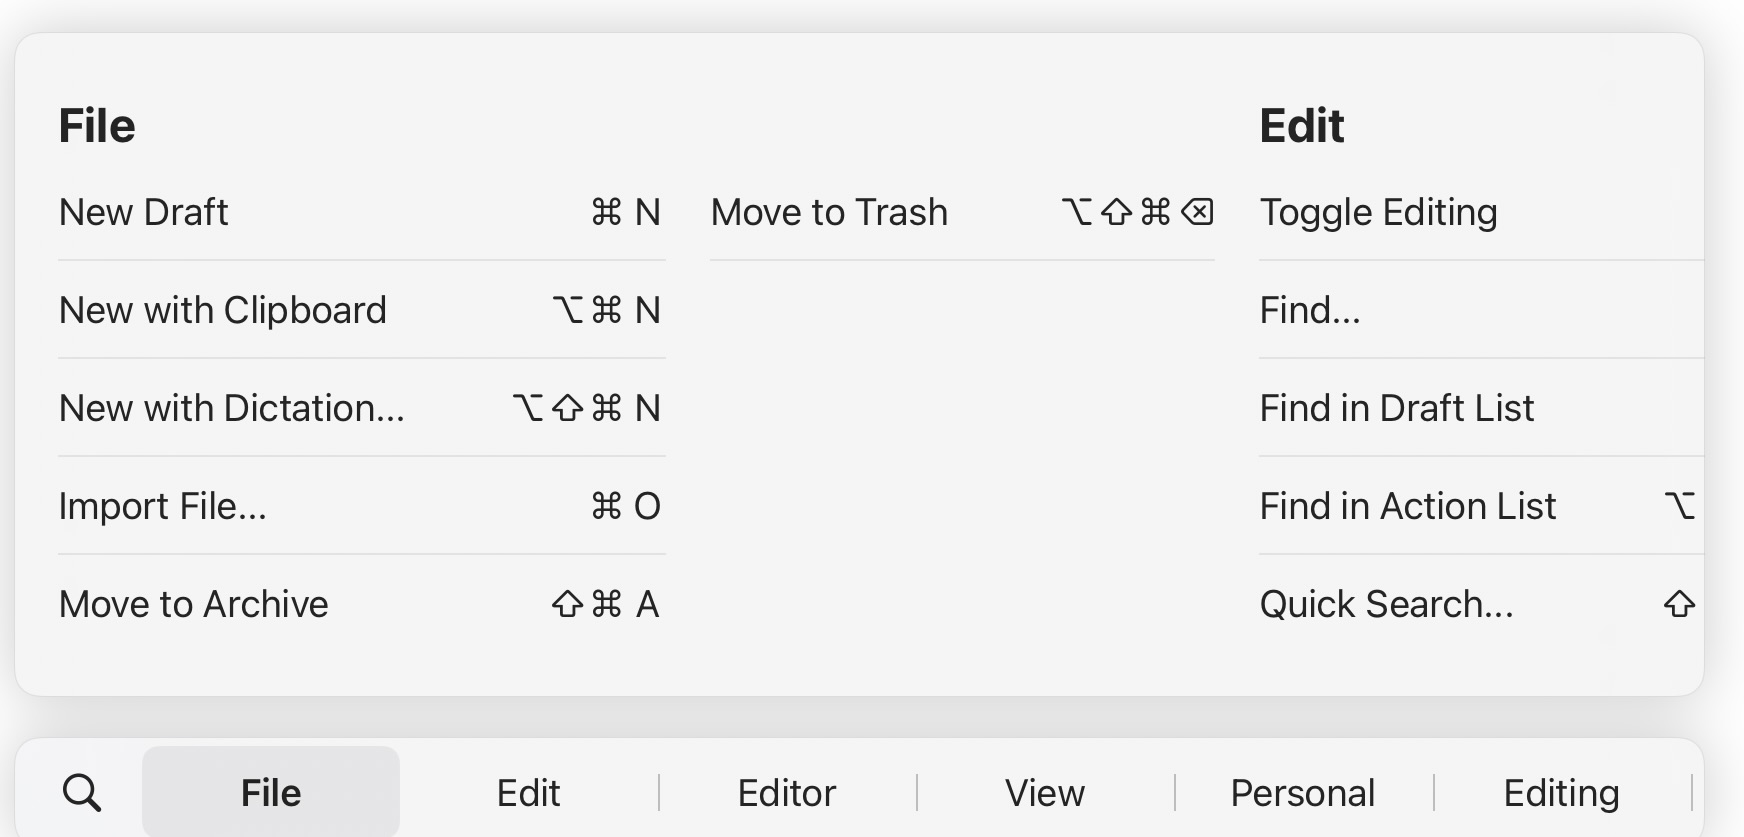 File
New Draft ⌘ N
New with Clipboard ⌥ ⌘ N
New with Dictation... ⌥ ⇧ ⌘ N
Import File... ⌘ O
Move to Archive ⇧ ⌘ A
Move to Trash ⌥ ⇧ ⌘ ⌫
Edit
Toggle Editing
Find...
Find in Draft List
Find in Action List ⌥
Quick Search... ⇧
File Edit Editor View Personal Editing